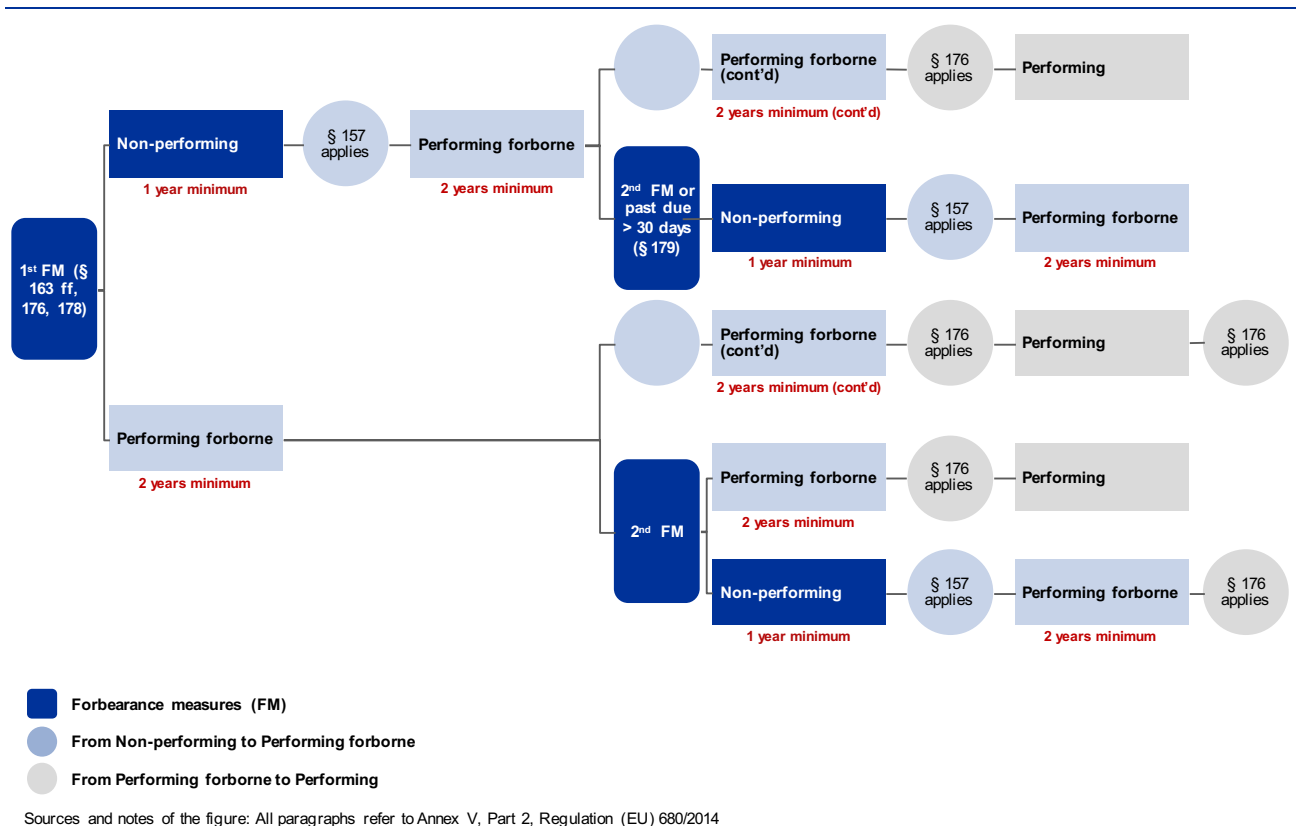 1st FM (§
163 ff,
176, 178)
Non-performing
1 year minimum
§ 157
applies
Performing forborne
2 years minimum
Performing forborne
(cont'd)
2 years minimum (cont'd)
§ 176
applies
Performing
2nd FM or
past due
> 30 days
(§ 179)
Non-performing
1 year minimum
§ 157
applies
Performing forborne
2 years minimum
Performing forborne
2 years minimum
Performing forborne
(cont'd)
2 years minimum (cont'd)
§ 176
applies
Performing
§ 176
applies
2nd FM
Performing forborne
2 years minimum
§ 176
applies
Performing
Non-performing
1 year minimum
§ 157
applies
Performing forborne
2 years minimum
§ 176
applies
Forbearance measures (FM)
From Non-performing to Performing forborne
From Performing forborne to Performing
Sources and notes of the figure: All paragraphs refer to Annex V, Part 2, Regulation (EU) 680/2014